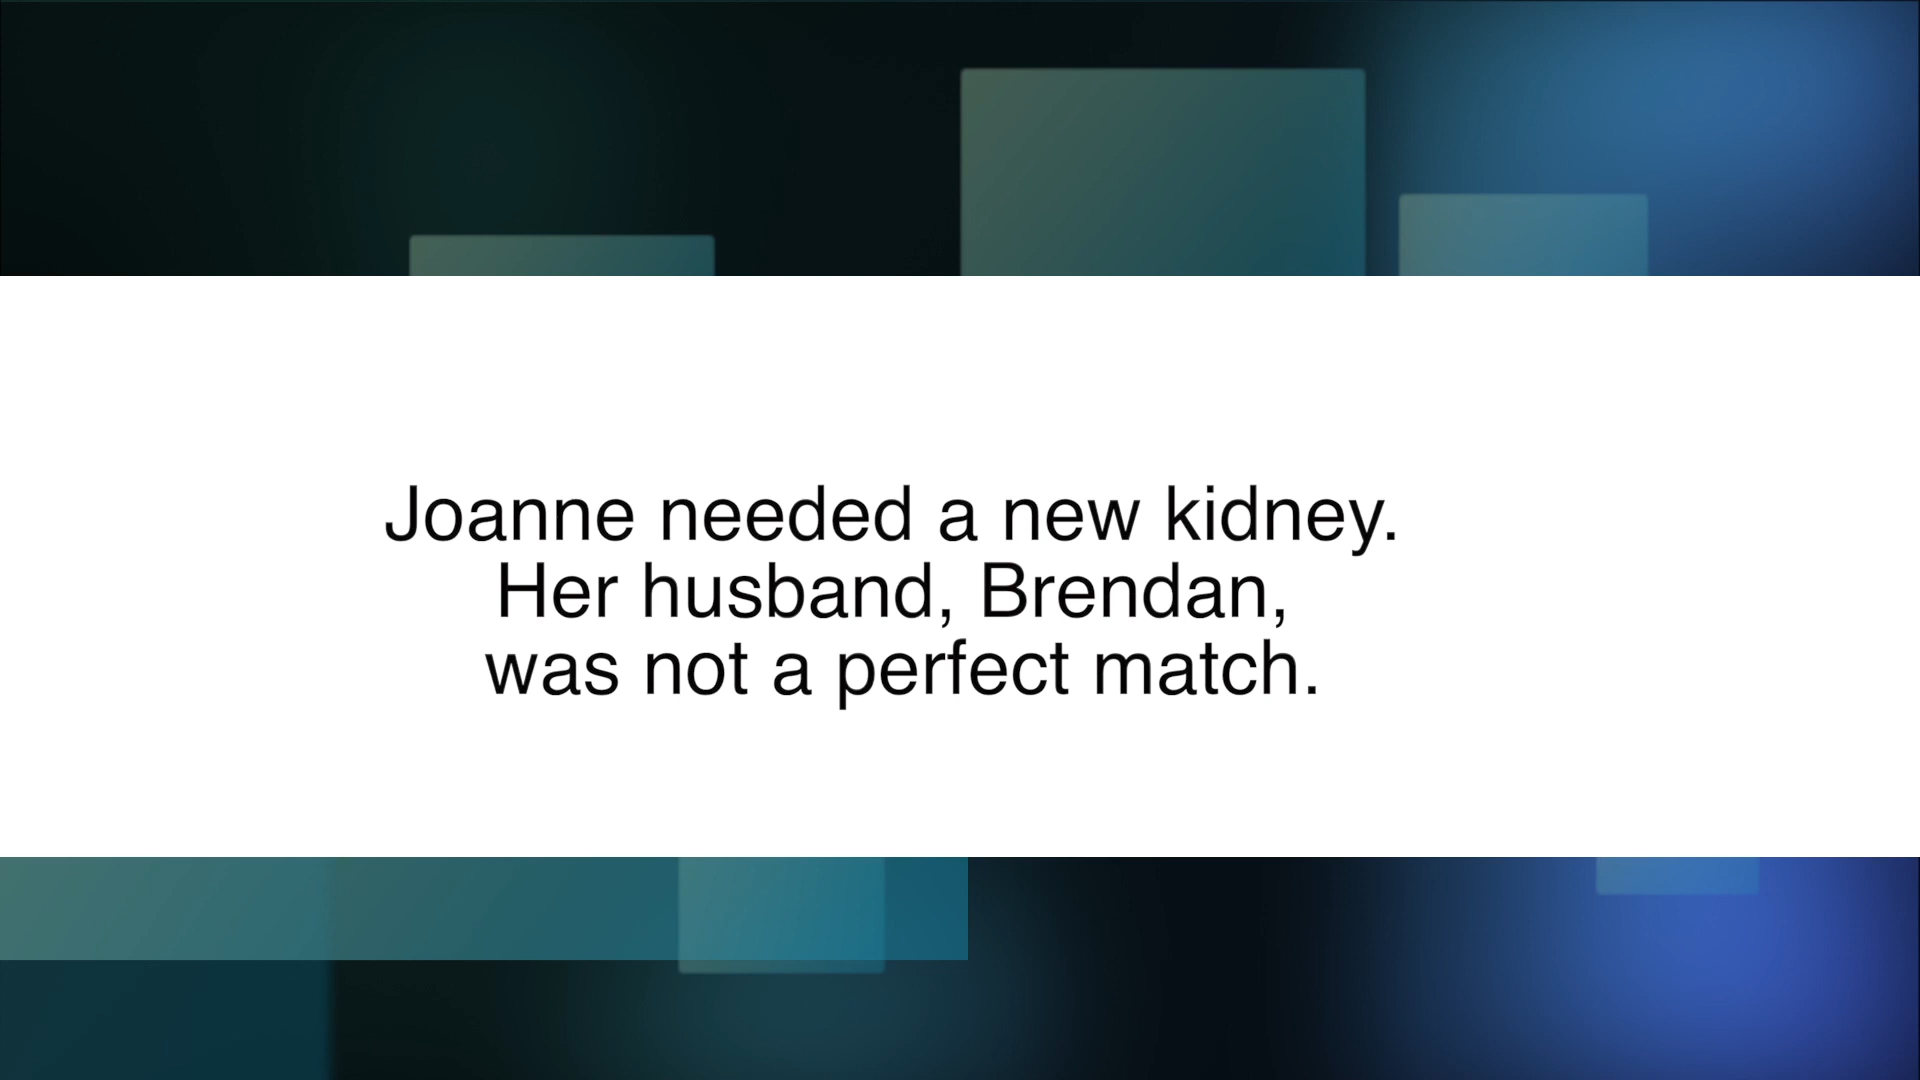 Joanne needed a new kidney.
Her husband, Brendan,
was not a perfect match.